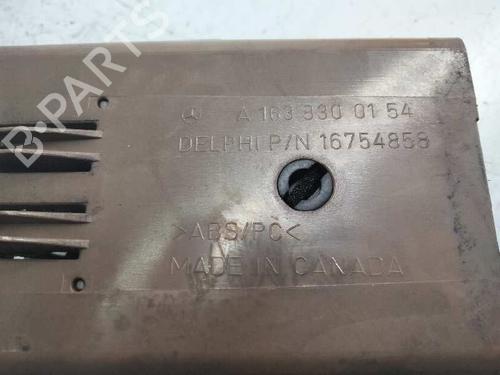 A 163 830 01 54
DELPHI P/N 16754858
>ABS/PC<
MADE IN CANADA
B-PARTS